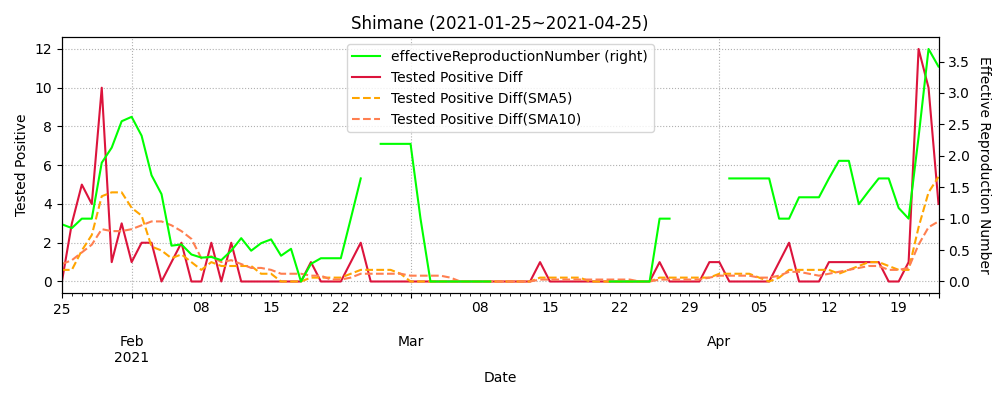 Shimane (2021-01-25~2021-04-25)
effectiveReproductionNumber (right)
Tested Positive Diff
Tested Positive Diff(SMA5)
Tested Positive Diff(SMA10)
Tested Positive
12
10
8
6
4
2
0
Effective Reproduction Number
3.5
3.0
2.5
2.0
1.5
1.0
0.5
0.0
25 08 15 22 08 15 22 29 05 12 19
Feb Mar Apr
2021
Date